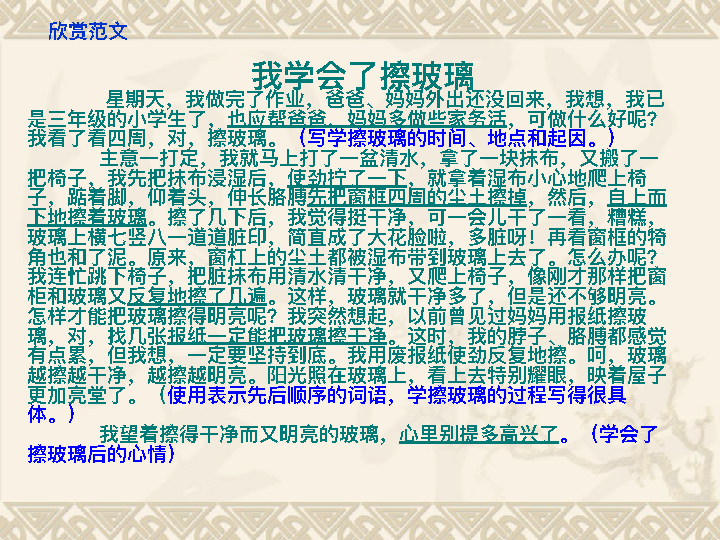 欣赏范文
我学会了擦玻璃
星期天，我做完了作业，爸爸、妈妈外出还没回来，我想，我已
是三年级的小学生了，也应帮爸爸、妈妈多做些家务活，可做什么好呢？
我看了看四周，对，擦玻璃。（写学擦玻璃的时间、地点和起因。）
主意一打定，我就马上打了一盆清水，拿了一块抹布，又搬了一
把椅子，我先把抹布浸湿后，使劲拧了一下，就拿着湿布小心地爬上椅
子，踮着脚，仰着头，伸长胳膊先把窗框四周的尘土擦掉，然后，自上而
下地擦着玻璃。擦了几下后，我觉得挺干净，可一会儿干了一看，糟糕，
玻璃上横七竖八一道道脏印，简直成了大花脸啦，多脏呀！再看窗框的犄
角也和了泥。原来，窗杠上的尘土都被湿布带到玻璃上去了。怎么办呢？
我连忙跳下椅子，把脏抹布用清水清干净，又爬上椅子，像刚才那样把窗
柜和玻璃又反复地擦了几遍。这样，玻璃就干净多了，但是还不够明亮。
怎样才能把玻璃擦得明亮呢？我突然想起，以前曾见过妈妈用报纸擦玻
璃，对，找几张报纸一定能把玻璃擦干净。这时，我的脖子、胳膊都感觉
有点累，但我想，一定要坚持到底。我用废报纸使劲反复地擦。呵，玻璃
越擦越干净，越擦越明亮。阳光照在玻璃上，看上去特别耀眼，映着屋子
更加亮堂了。（使用表示先后顺序的词语，学擦玻璃的过程写得很具
体。）
我望着擦得干净而又明亮的玻璃，心里别提多高兴了。（学会了
擦玻璃后的心情）